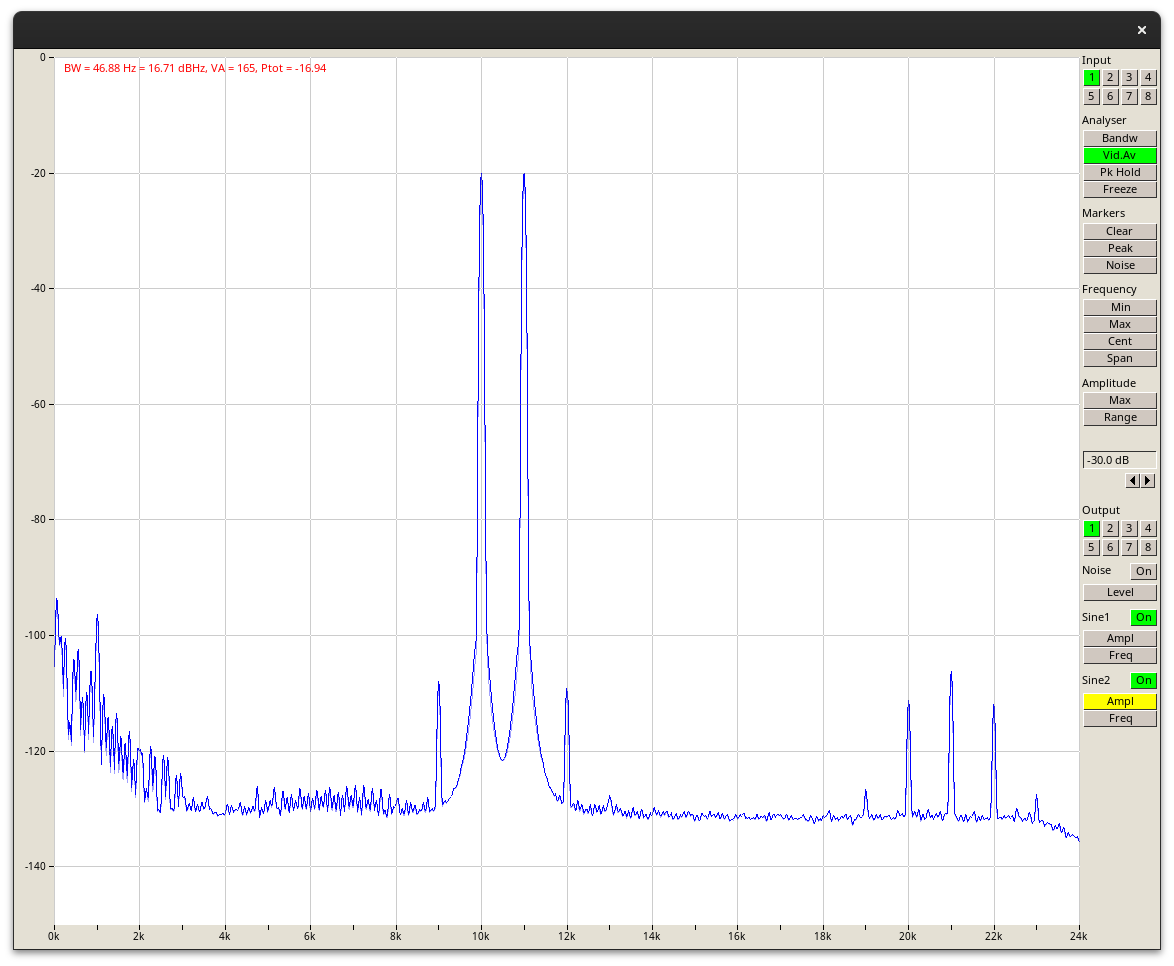 ×
0
BW = 46.88 Hz = 16.71 dBHz, VA = 165, Ptot = -16.94
-20
-40
-60
-80
-100
-120
-140
0k 2k 4k 6k 8k 10k 12k 14k 16k 18k 20k 22k 24k
Input
1 2 3 4
5 6 7 8
Analyser
Bandw
Vid.Av
Pk Hold
Freeze
Markers
Clear
Peak
Noise
Frequency
Min
Max
Cent
Span
Amplitude
Max
Range
-30.0 dB
Output
1 2 3 4
5 6 7 8
Noise On
Level
Sine1 On
Ampl
Freq
Sine2 On
Ampl
Freq